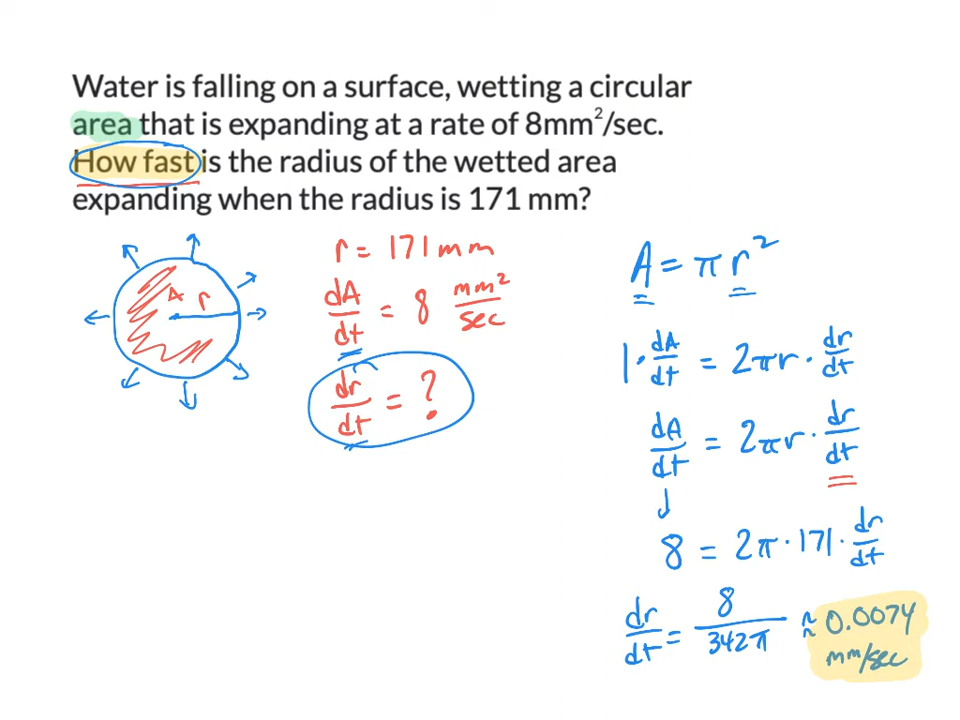 Water is falling on a surface, wetting a circular
area that is expanding at a rate of 8mm²/sec.
How fast is the radius of the wetted area
expanding when the radius is 171 mm?
A r
r = 171 mm
dA/dt = 8 mm²/sec
dr/dt = ?
A = πr²
1 · dA/dt = 2πr · dr/dt
dA/dt = 2πr · dr/dt
8 = 2π · 171 · dr/dt
dr/dt = 8/342π ≈ 0.0074
mm/sec